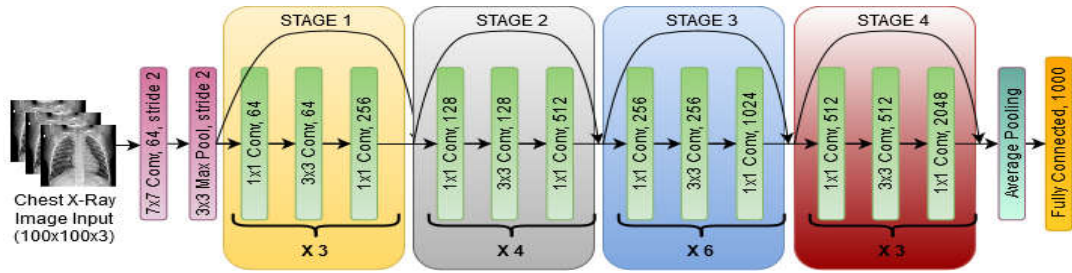 STAGE 1
STAGE 2
STAGE 3
STAGE 4
Chest X-Ray
Image Input
(100x100x3)
7x7 Conv, 64, stride 2
3x3 Max Pool, stride 2
1x1 Conv, 64
3x3 Conv, 64
1x1 Conv, 256
X 3
1x1 Conv, 128
3x3 Conv, 128
1x1 Conv, 512
X 4
1x1 Conv, 256
3x3 Conv, 256
1x1 Conv, 1024
X 6
1x1 Conv, 512
3x3 Conv, 512
1x1 Conv, 2048
X 3
Average Pooling
Fully Connected, 1000